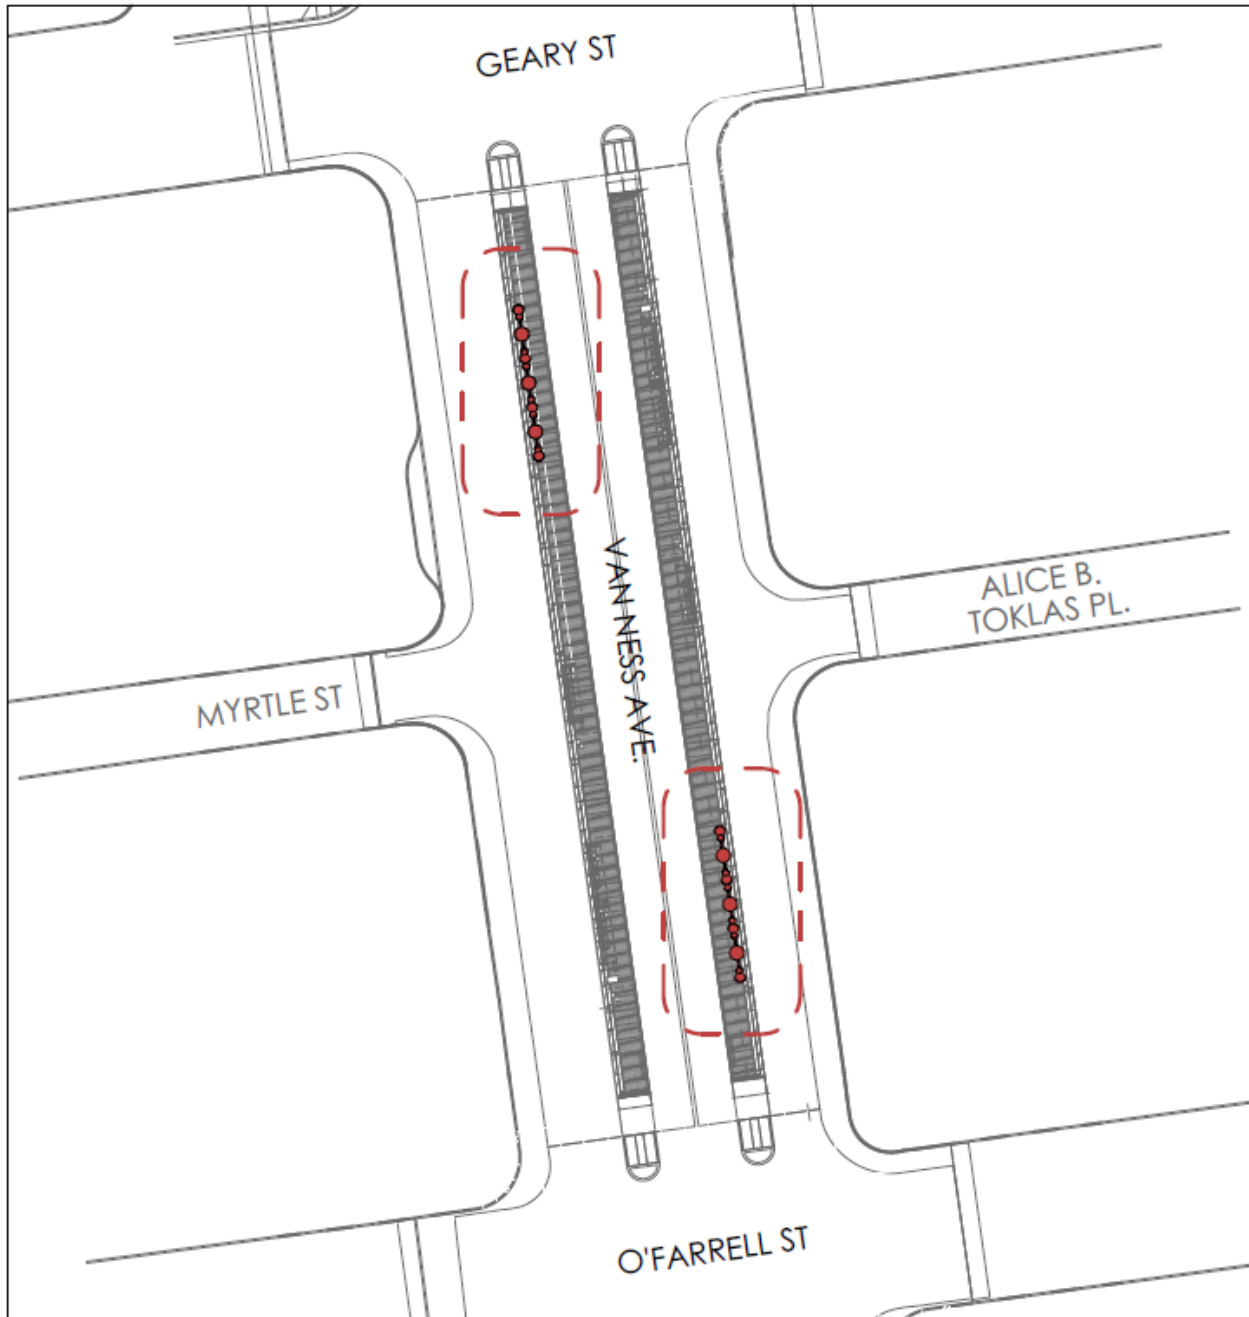 GEARY ST
VAN NESS AVE.
ALICE B.
TOKLAS PL.
MYRTLE ST
O'FARRELL ST